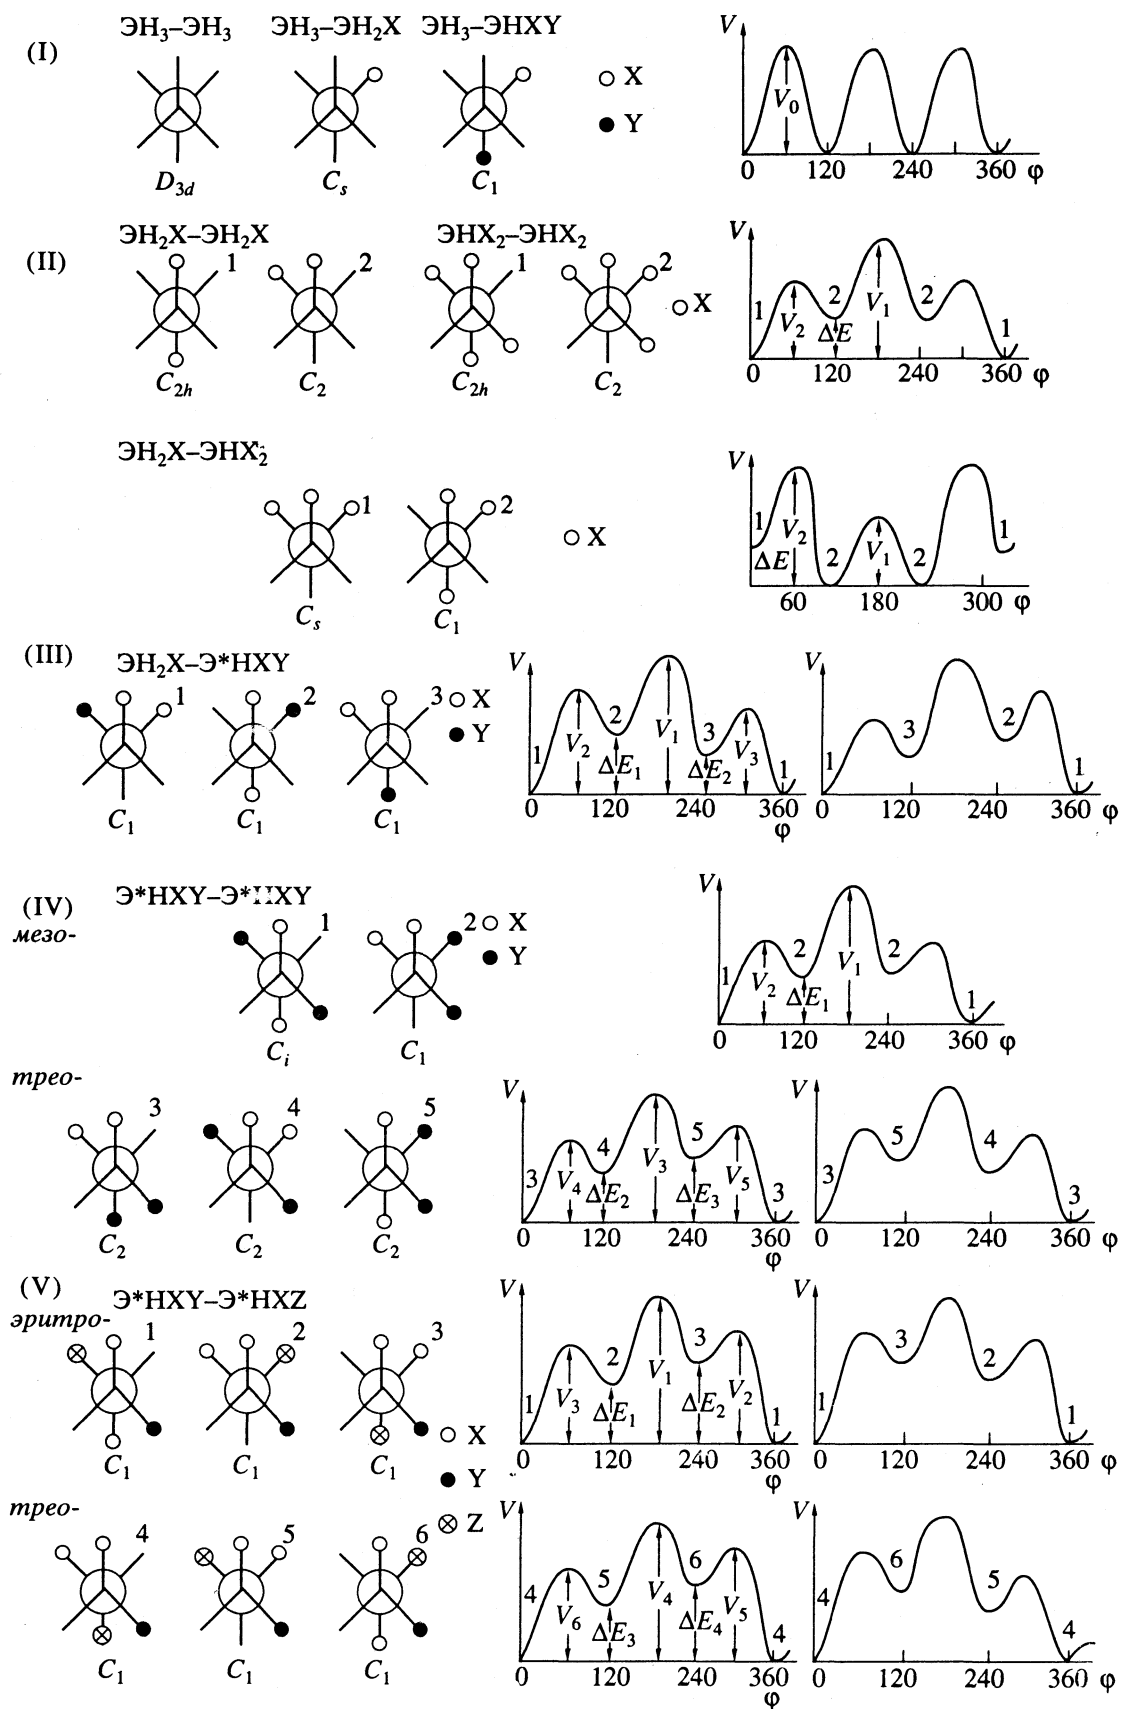 (I)
ЭH₃–ЭH₃ ЭH₃–ЭH₂X ЭH₃–ЭHXY
X
Y
D₃d Cₛ C₁
V
V₀
0 120 240 360 φ
(II)
ЭH₂X–ЭH₂X ЭHX₂–ЭHX₂
1 2 1 2
X
C₂h C₂ C₂h C₂
V
1 V₂ 2 ΔE V₁ 2 1
0 120 240 360 φ
ЭH₂X–ЭHX₂
1 2
X
Cₛ C₁
V
1 ΔE V₂ 2 V₁ 2 1
60 180 300 φ
(III)
ЭH₂X–Э*HXY
1 2 3
X
Y
C₁ C₁ C₁
V
1 V₂ 2 ΔE₁ V₁ 3 ΔE₂ V₃ 1
0 120 240 360
φ
V
1 3 2 1
0 120 240 360 φ
(IV)
мезо-
Э*HXY–Э*HXY
1 2
X
Y
Cᵢ C₁
V
1 V₂ 2 ΔE₁ V₁ 2 1
0 120 240 360 φ
трео-
3 4 5
C₂ C₂ C₂
V
3 V₄ 4 ΔE₂ V₃ 5 ΔE₃ V₅ 3
0 120 240 360
φ
V
3 5 4 3
0 120 240 360 φ
(V)
эритро-
Э*HXY–Э*HXZ
1 2 3
C₁ C₁ C₁
X
Y
Z
V
1 V₃ 2 ΔE₁ V₁ 3 ΔE₂ V₂ 1
0 120 240 360
φ
V
1 3 2 1
0 120 240 360 φ
трео-
4 5 6
C₁ C₁ C₁
V
4 V₆ 5 ΔE₃ V₄ 6 ΔE₄ V₅ 4
0 120 240 360
φ
V
4 6 5 4
0 120 240 360 φ